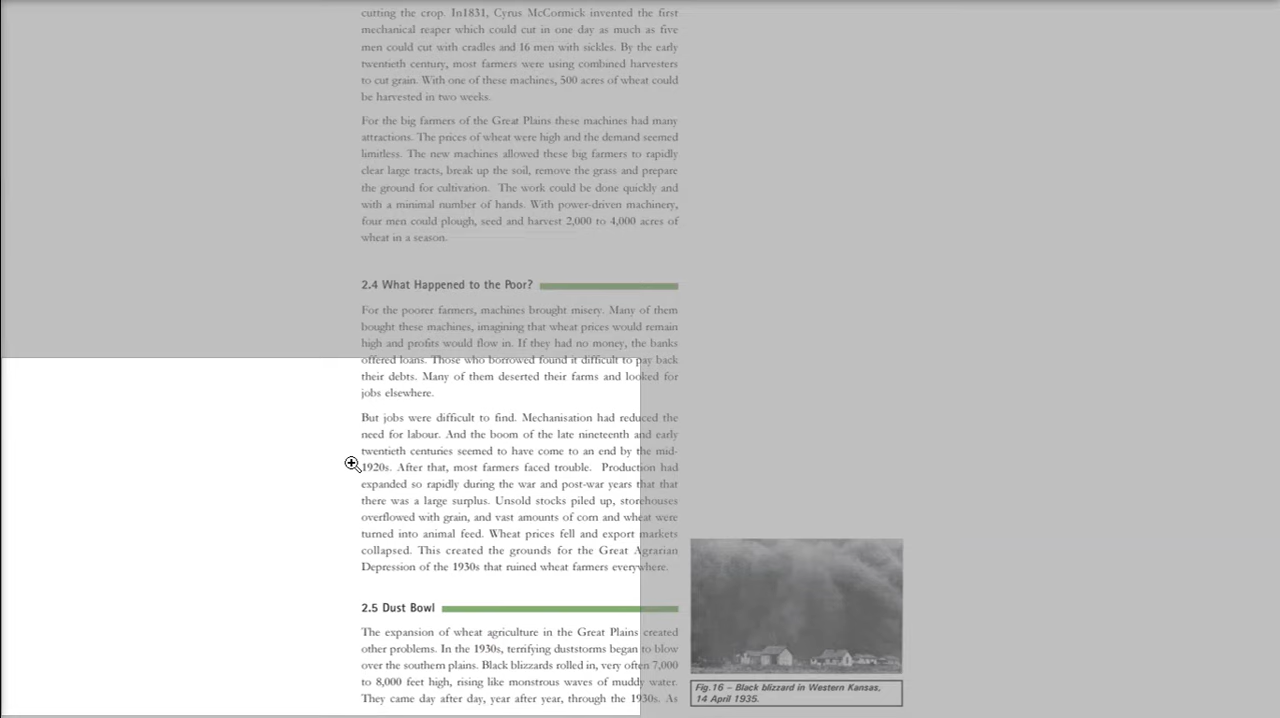 cutting the crop. In1831, Cyrus McCormick invented the first
mechanical reaper which could cut in one day as much as five
men could cut with cradles and 16 men with sickles. By the early
twentieth century, most farmers were using combined harvesters
to cut grain. With one of these machines, 500 acres of wheat could
be harvested in two weeks.
For the big farmers of the Great Plains these machines had many
attractions. The prices of wheat were high and the demand seemed
limitless. The new machines allowed these big farmers to rapidly
clear large tracts, break up the soil, remove the grass and prepare
the ground for cultivation. The work could be done quickly and
with a minimal number of hands. With power-driven machinery,
four men could plough, seed and harvest 2,000 to 4,000 acres of
wheat in a season.
2.4 What Happened to the Poor?
For the poorer farmers, machines brought misery. Many of them
bought these machines, imagining that wheat prices would remain
high and profits would flow in. If they had no money, the banks
offered loans. Those who borrowed found it difficult to pay back
their debts. Many of them deserted their farms and looked for
jobs elsewhere.
But jobs were difficult to find. Mechanisation had reduced the
need for labour. And the boom of the late nineteenth and early
twentieth centuries seemed to have come to an end by the mid-
1920s. After that, most farmers faced trouble. Production had
expanded so rapidly during the war and post-war years that that
there was a large surplus. Unsold stocks piled up, storehouses
overflowed with grain, and vast amounts of corn and wheat were
turned into animal feed. Wheat prices fell and export markets
collapsed. This created the grounds for the Great Agrarian
Depression of the 1930s that ruined wheat farmers everywhere.
2.5 Dust Bowl
The expansion of wheat agriculture in the Great Plains created
other problems. In the 1930s, terrifying duststorms began to blow
over the southern plains. Black blizzards rolled in, very often 7,000
to 8,000 feet high, rising like monstrous waves of muddy water.
They came day after day, year after year, through the 1930s. As
Fig.16 – Black blizzard in Western Kansas,
14 April 1935.